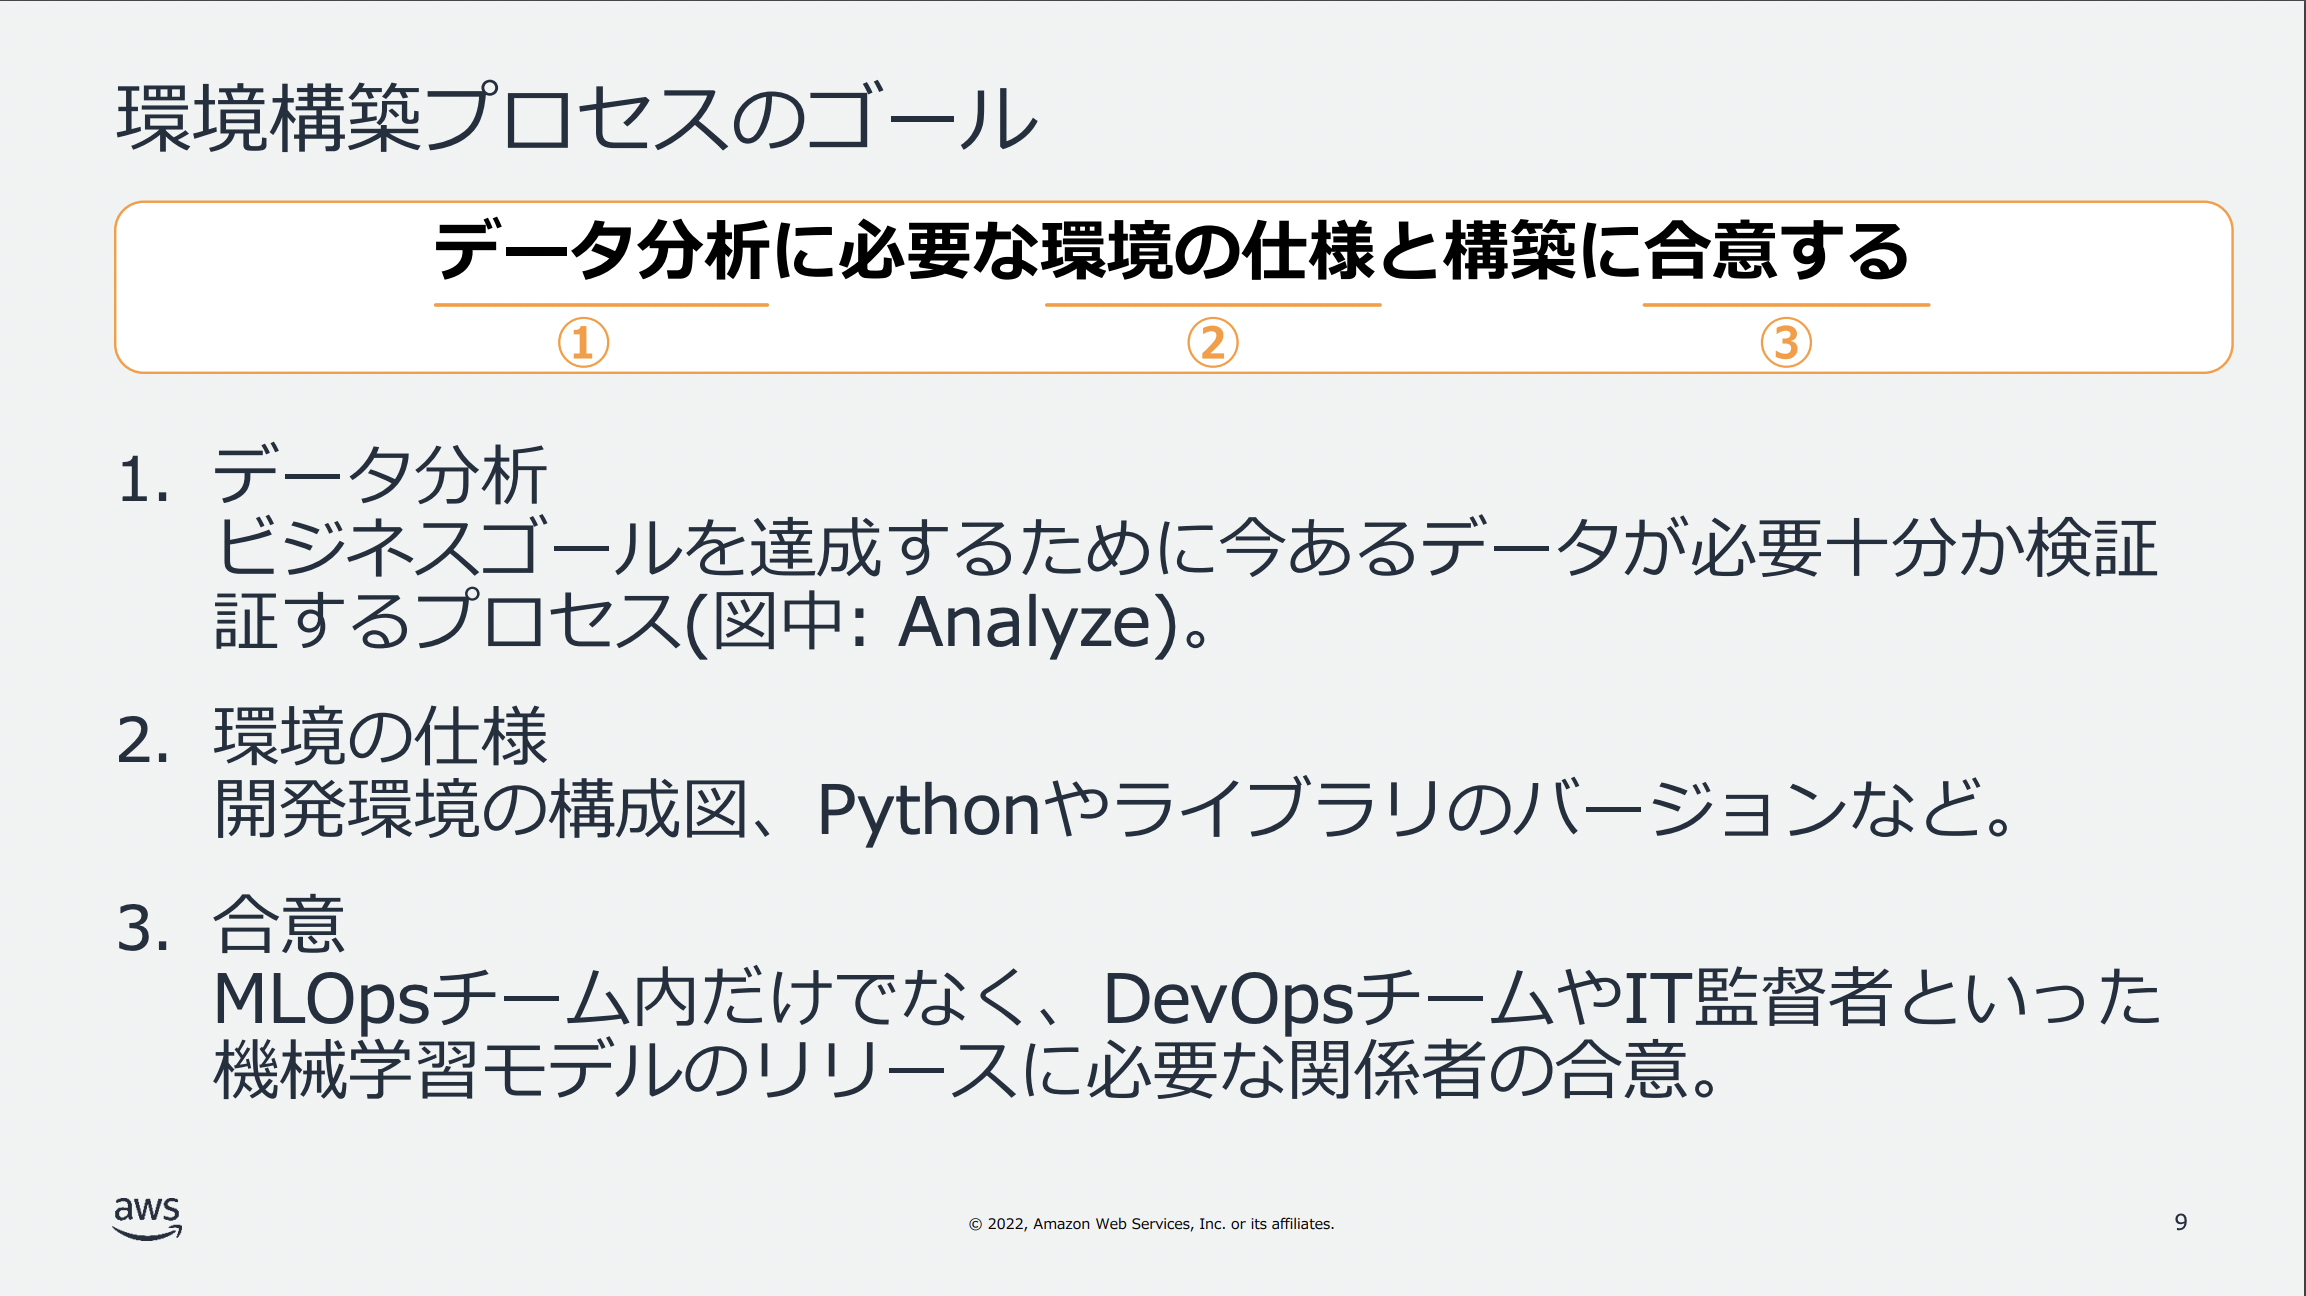 環境構築プロセスのゴール
データ分析に必要な環境の仕様と構築に合意する
① ② ③
1. データ分析
ビジネスゴールを達成するために今あるデータが必要十分か検証
証するプロセス(図中: Analyze)。
2. 環境の仕様
開発環境の構成図、Pythonやライブラリのバージョンなど。
3. 合意
MLOpsチーム内だけでなく、DevOpsチームやIT監督者といった
機械学習モデルのリリースに必要な関係者の合意。
aws
© 2022, Amazon Web Services, Inc. or its affiliates.
9